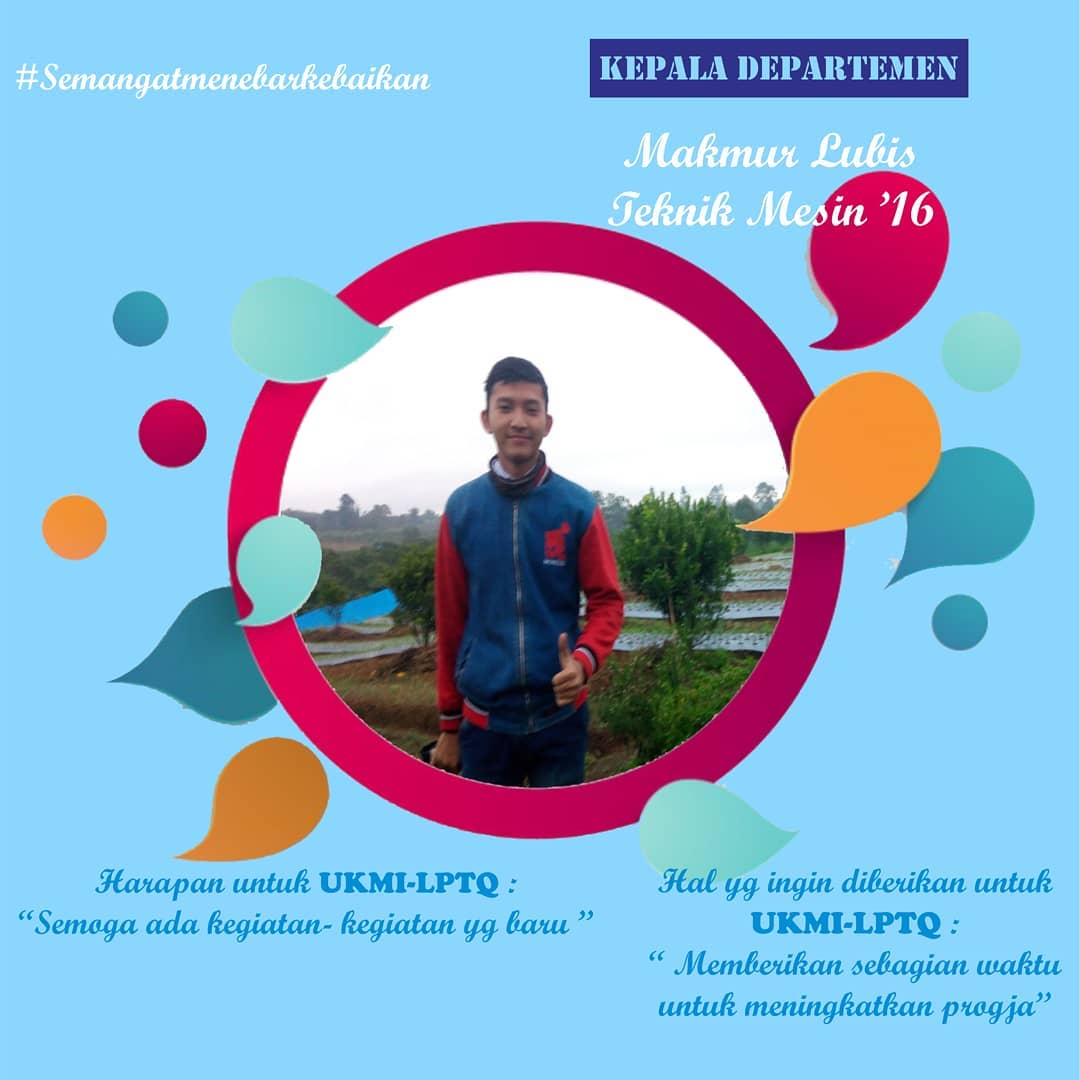 #Semangatmenebarkebaikan
KEPALA DEPARTEMEN
Makmur Lubis
Teknik Mesin ’16
Harapan untuk UKMI-LPTQ :
“Semoga ada kegiatan- kegiatan yg baru ”
Hal yg ingin diberikan untuk
UKMI-LPTQ :
“ Memberikan sebagian waktu
untuk meningkatkan progja”